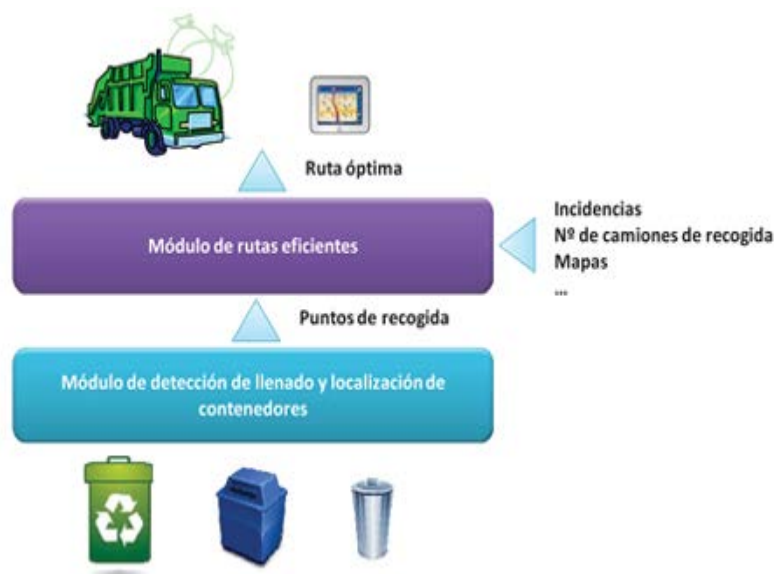 Ruta óptima
Módulo de rutas eficientes
Incidencias
Nº de camiones de recogida
Mapas
...
Puntos de recogida
Módulo de detección de llenado y localización de
contenedores